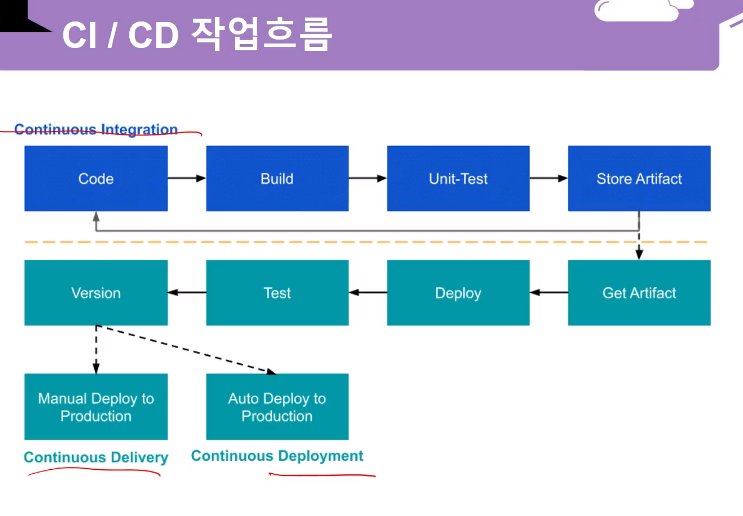 CI / CD 작업흐름
Continuous Integration
Code
Build
Unit-Test
Store Artifact
Version
Test
Deploy
Get Artifact
Manual Deploy to
Production
Auto Deploy to
Production
Continuous Delivery
Continuous Deployment